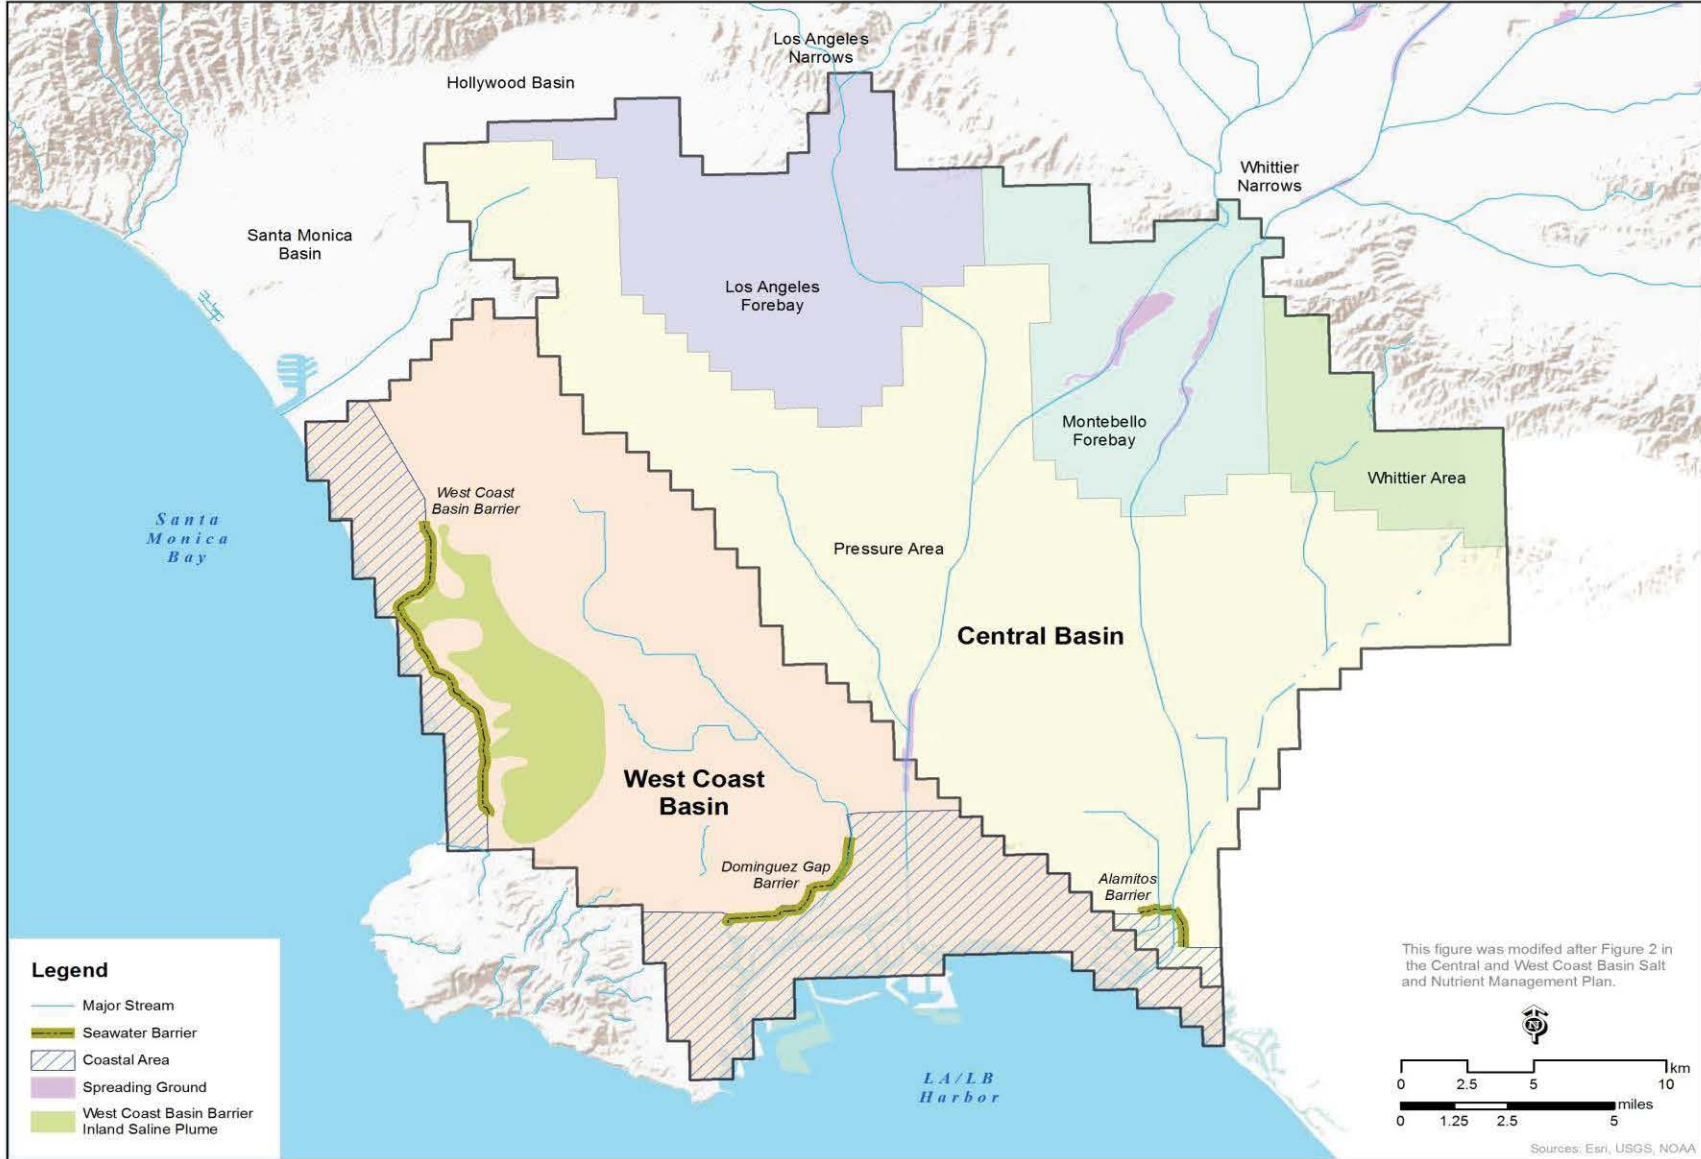 Los Angeles
Narrows
Hollywood Basin
Whittier
Narrows
Santa Monica
Basin
Los Angeles
Forebay
Montebello
Forebay
Whittier Area
West Coast
Basin Barrier
Santa
Monica
Bay
Pressure Area
Central Basin
West Coast
Basin
Dominguez Gap
Barrier
Alamitos
Barrier
LA/LB
Harbor
Legend
Major Stream
Seawater Barrier
Coastal Area
Spreading Ground
West Coast Basin Barrier
Inland Saline Plume
This figure was modifed after Figure 2 in
the Central and West Coast Basin Salt
and Nutrient Management Plan.
N
km
0 2.5 5 10
miles
0 1.25 2.5 5
Sources: Esri, USGS, NOAA